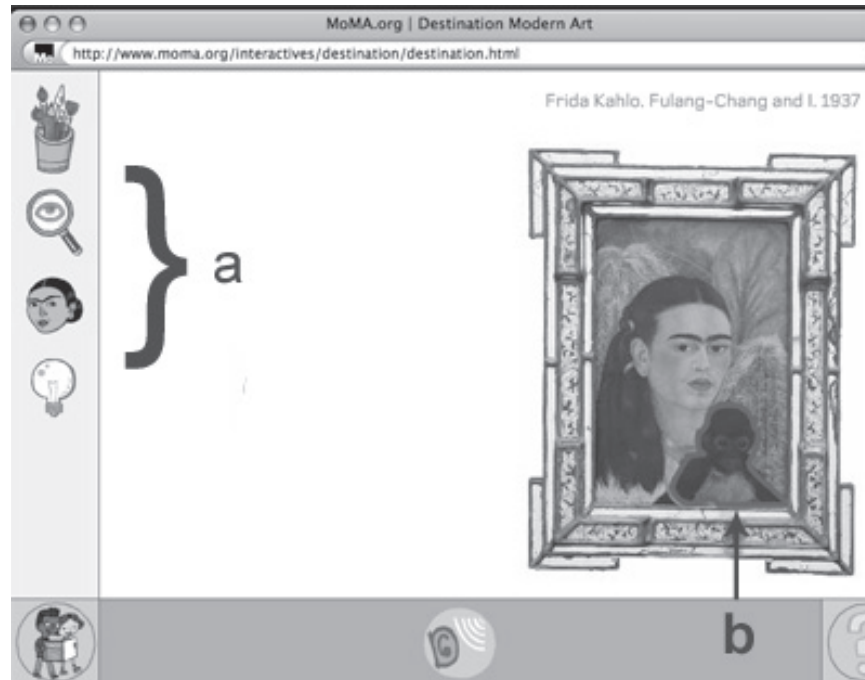 MoMA.org | Destination Modern Art
http://www.moma.org/interactives/destination/destination.html
Frida Kahlo. Fulang-Chang and I. 1937
a
b
?